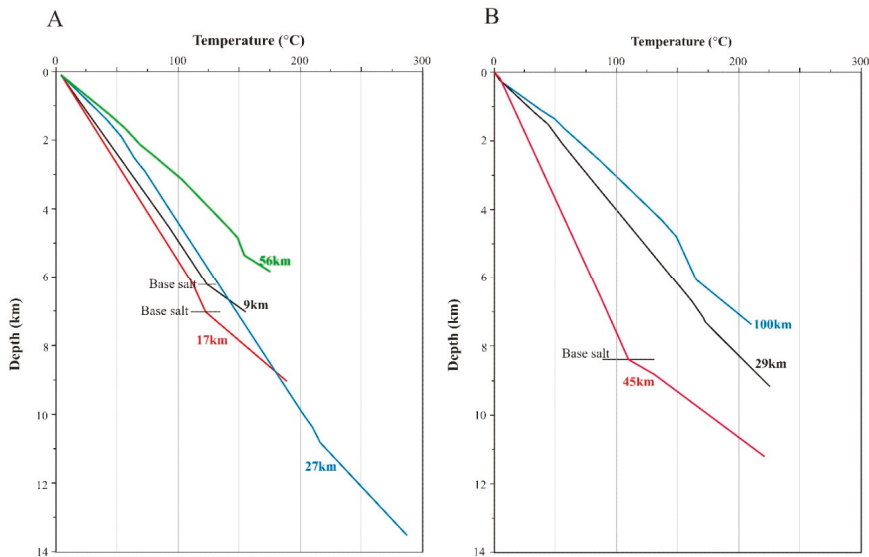 A
Temperature (°C)
0
100
200
300
0
2
4
6
8
10
12
14
Depth (km)
56km
Base salt
9km
Base salt
17km
27km
B
Temperature (°C)
0
100
200
300
0
2
4
6
8
10
12
14
Depth (km)
100km
29km
Base salt
45km